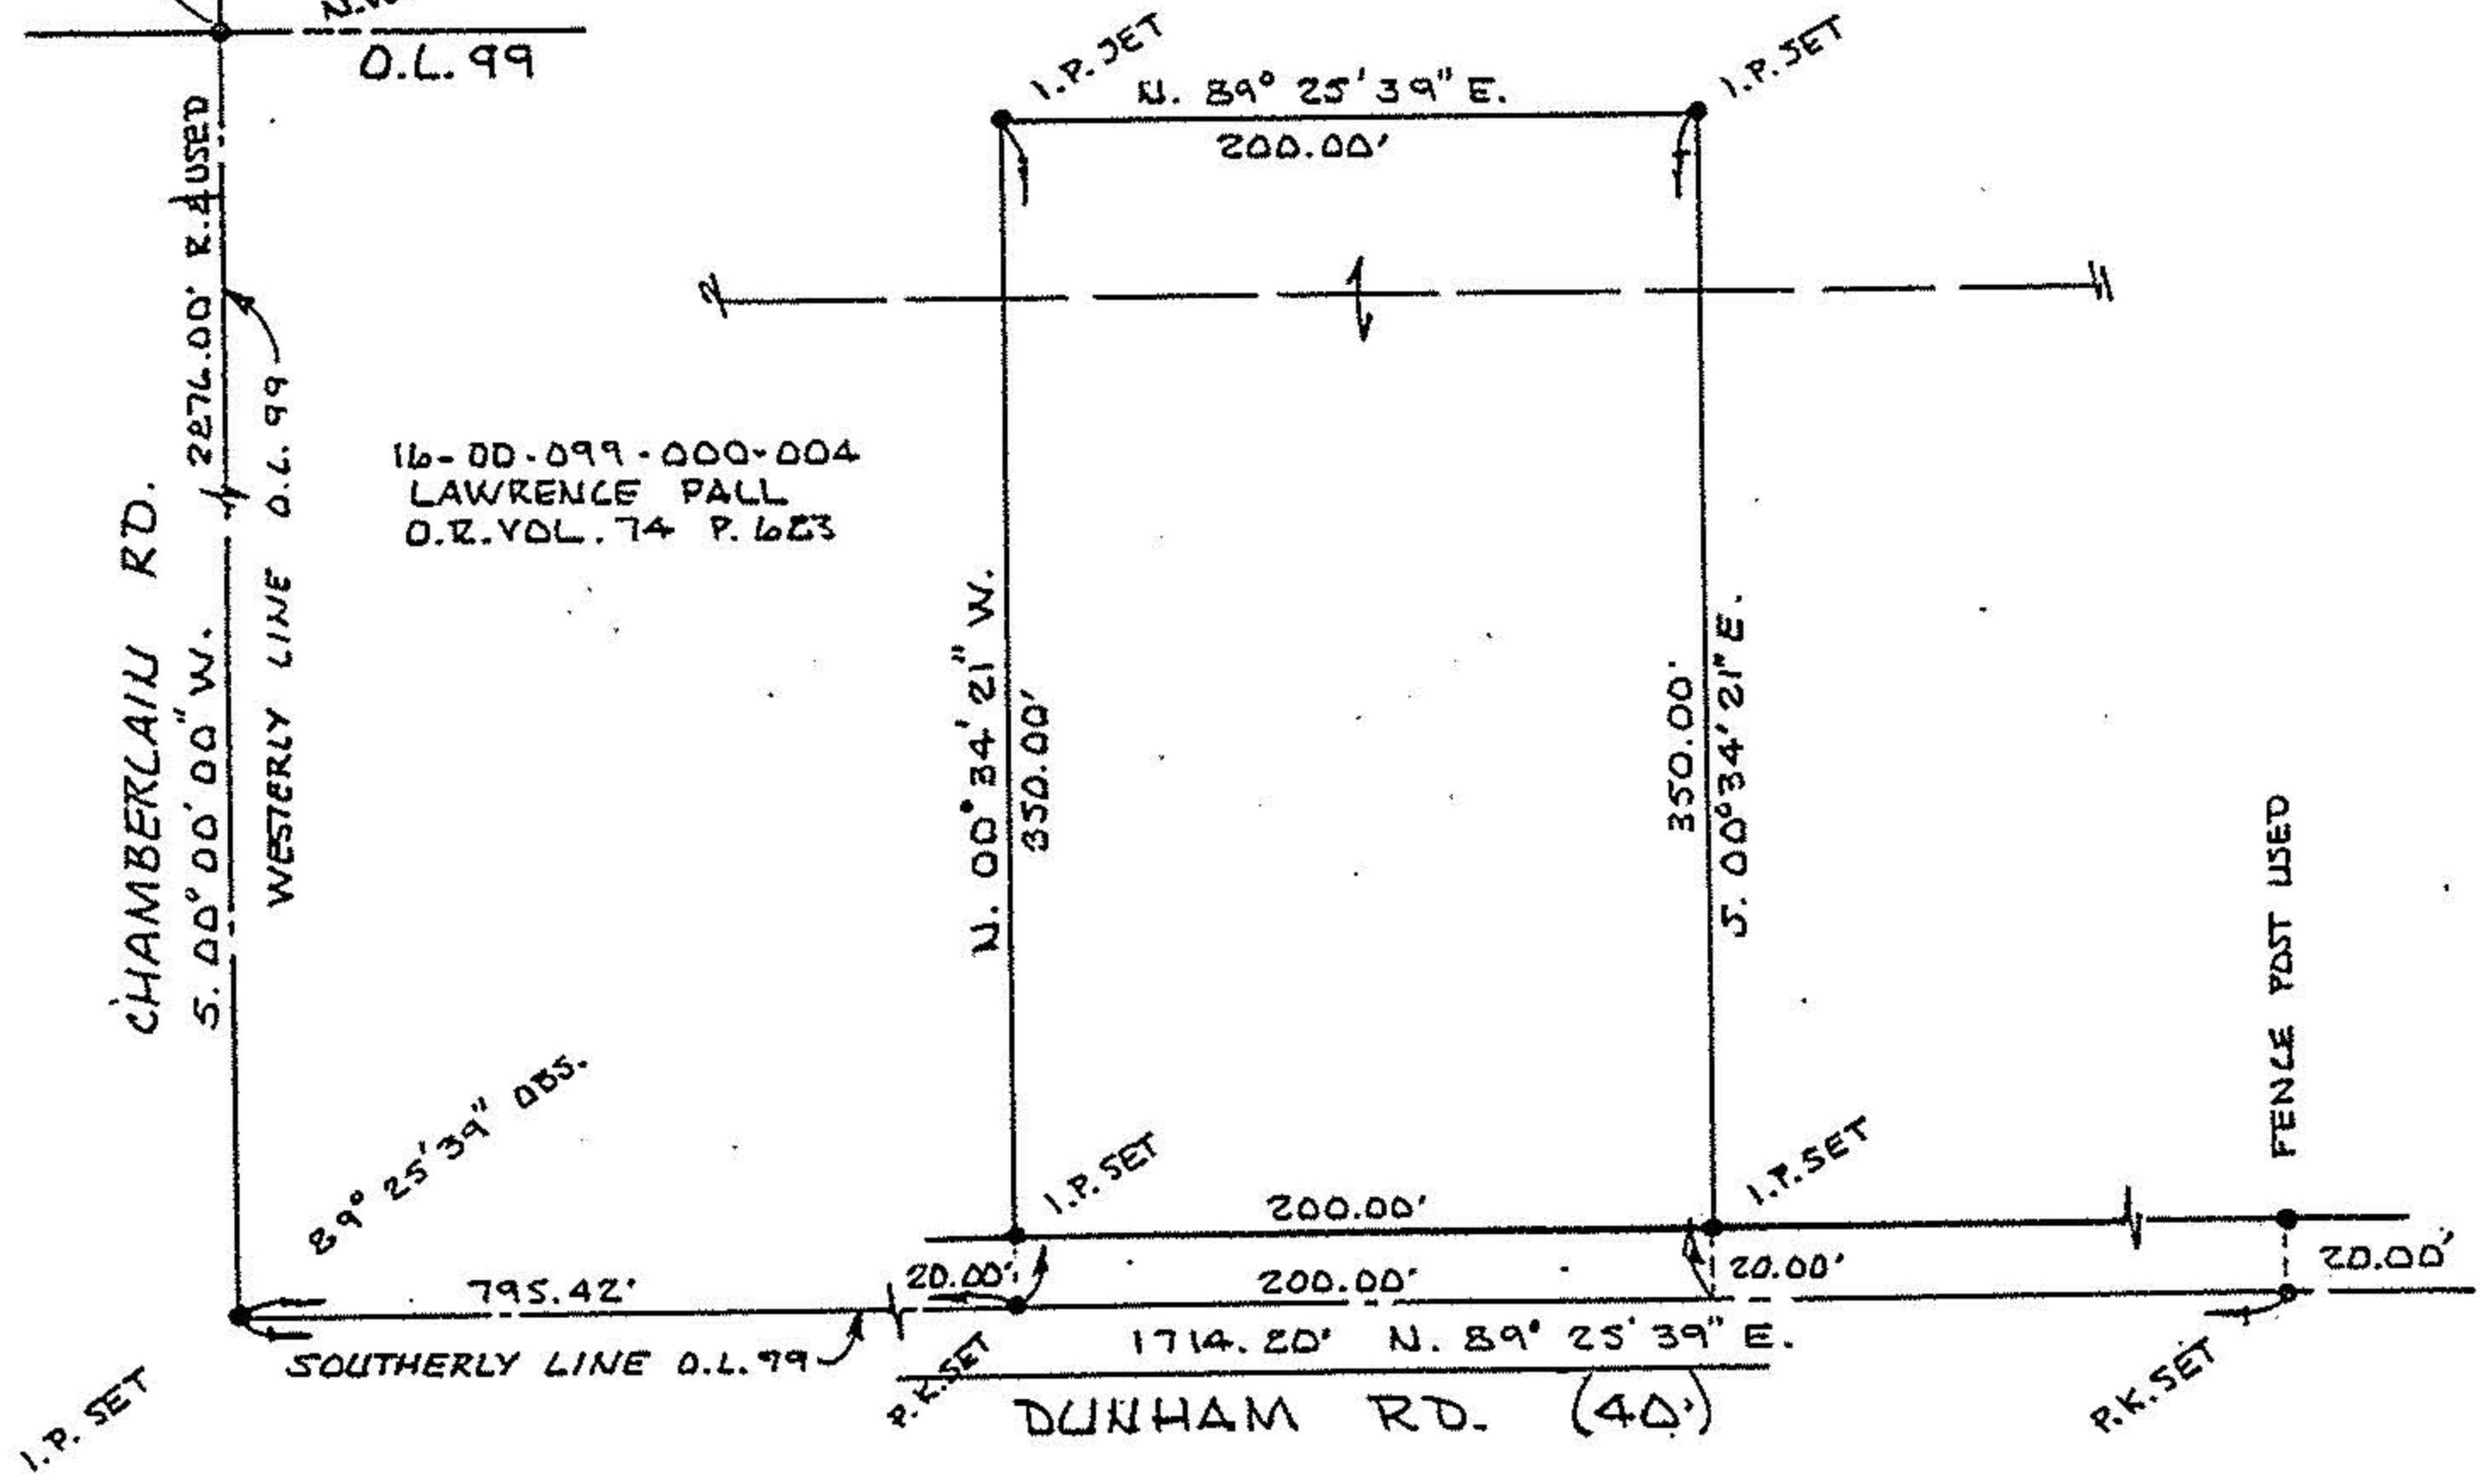 O.L. 99
2276.00' R.&USED
CHAMBERLAIN RD.
S. 00° 00' 00" W.
WESTERLY LINE O.L. 99
16-00-099-000-004
LAWRENCE PALL
O.R. VOL. 74 P. 623
I.P. SET
N. 89° 25' 39" E.
200.00'
I.P. SET
N. 00° 34' 21" W.
350.00'
350.00'
S. 00° 34' 21" E.
FENCE POST USED
89° 25' 39" OBS.
I.P. SET
200.00'
I.P. SET
795.42'
20.00'
200.00'
20.00'
20.00'
1714.20' N. 89° 25' 39" E.
SOUTHERLY LINE O.L. 99
I.P. SET
P.K. SET
DUNHAM RD. (40')
P.K. SET